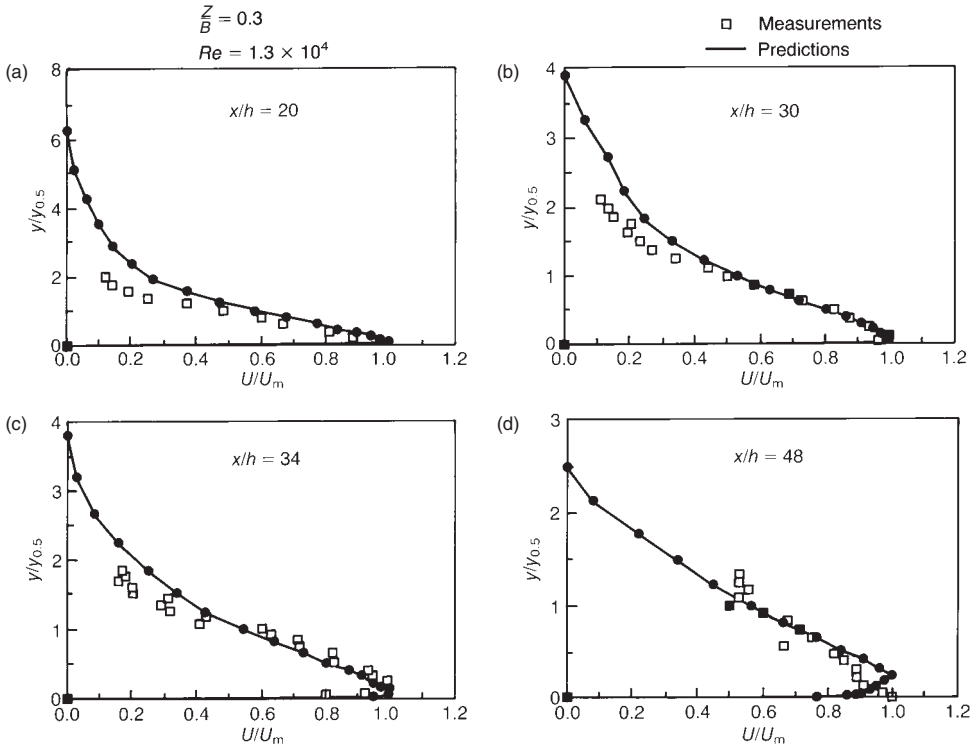 Z/B = 0.3
Re = 1.3 × 10⁴
Measurements
Predictions
(a)
8
6
4
2
0
y/y0.5
x/h = 20
0.0 0.2 0.4 0.6 0.8 1.0 1.2
U/Um
(b)
4
3
2
1
0
y/y0.5
x/h = 30
0.0 0.2 0.4 0.6 0.8 1.0 1.2
U/Um
(c)
4
3
2
1
0
y/y0.5
x/h = 34
0.0 0.2 0.4 0.6 0.8 1.0 1.2
U/Um
(d)
3
2
1
0
y/y0.5
x/h = 48
0.0 0.2 0.4 0.6 0.8 1.0 1.2
U/Um